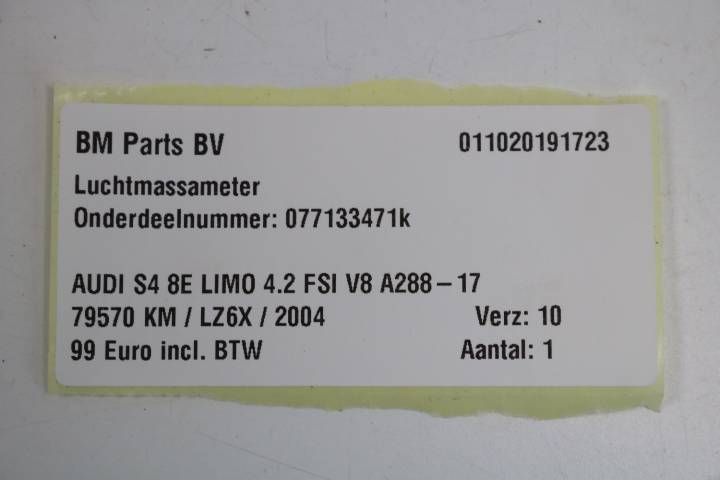 BM Parts BV 011020191723
Luchtmassameter
Onderdeelnummer: 077133471k
AUDI S4 8E LIMO 4.2 FSI V8 A288-17
79570 KM / LZ6X / 2004 Verz: 10
99 Euro incl. BTW Aantal: 1